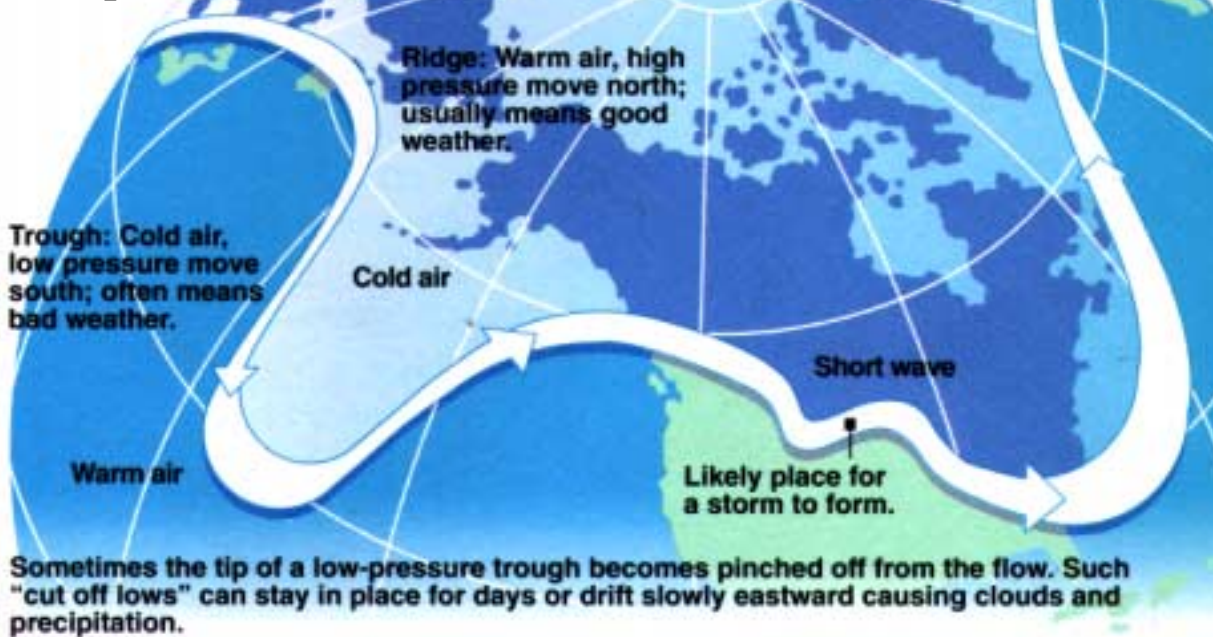 Ridge: Warm air, high
pressure move north;
usually means good
weather.
Trough: Cold air,
low pressure move
south; often means
bad weather.
Cold air
Short wave
Warm air
Likely place for
a storm to form.
Sometimes the tip of a low-pressure trough becomes pinched off from the flow. Such
"cut off lows" can stay in place for days or drift slowly eastward causing clouds and
precipitation.